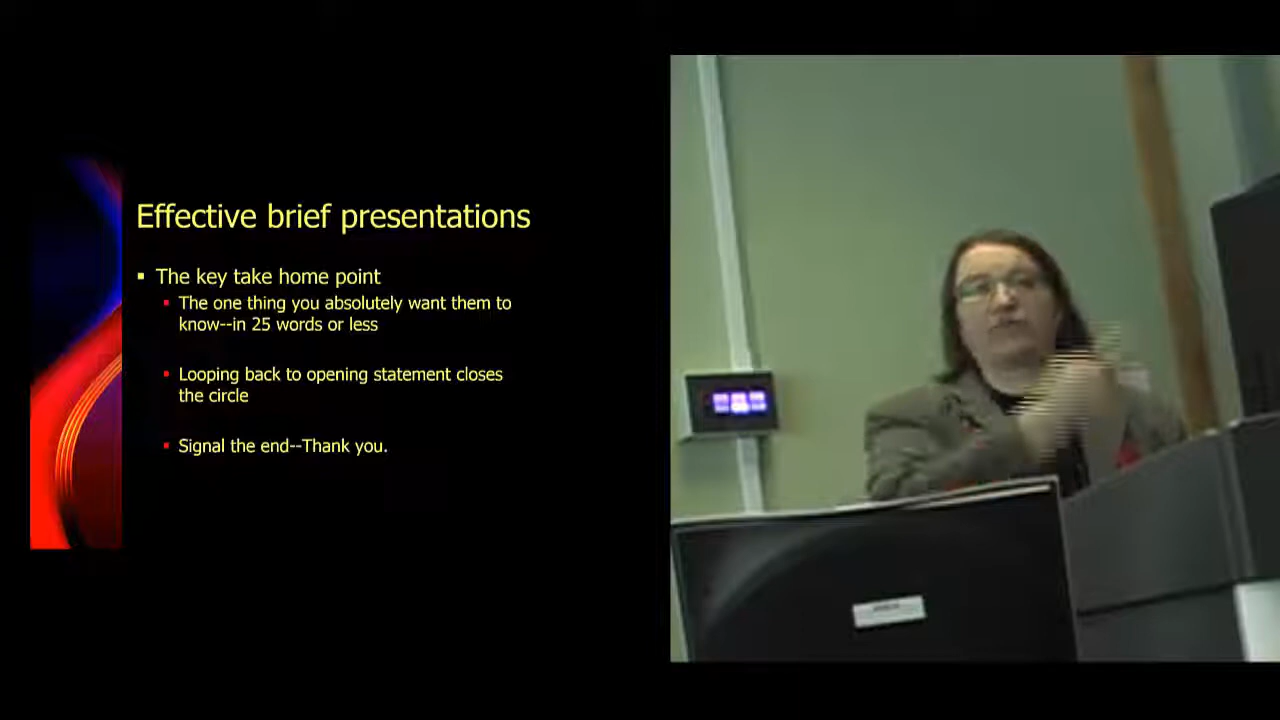 Effective brief presentations
The key take home point
The one thing you absolutely want them to
know--in 25 words or less
Looping back to opening statement closes
the circle
Signal the end--Thank you.